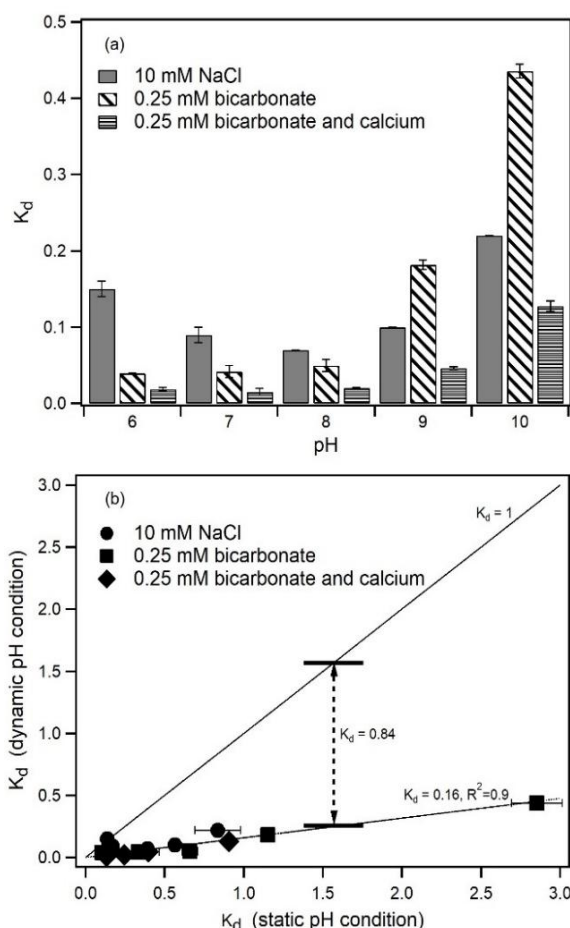 (a)
10 mM NaCl
0.25 mM bicarbonate
0.25 mM bicarbonate and calcium
0.5
0.4
0.3
0.2
0.1
0.0
Kd
6 7 8 9 10
pH
(b)
10 mM NaCl
0.25 mM bicarbonate
0.25 mM bicarbonate and calcium
Kd = 1
Kd = 0.84
Kd = 0.16, R²=0.9
3.0
2.5
2.0
1.5
1.0
0.5
0.0
Kd (dynamic pH condition)
0.0 0.5 1.0 1.5 2.0 2.5 3.0
Kd (static pH condition)